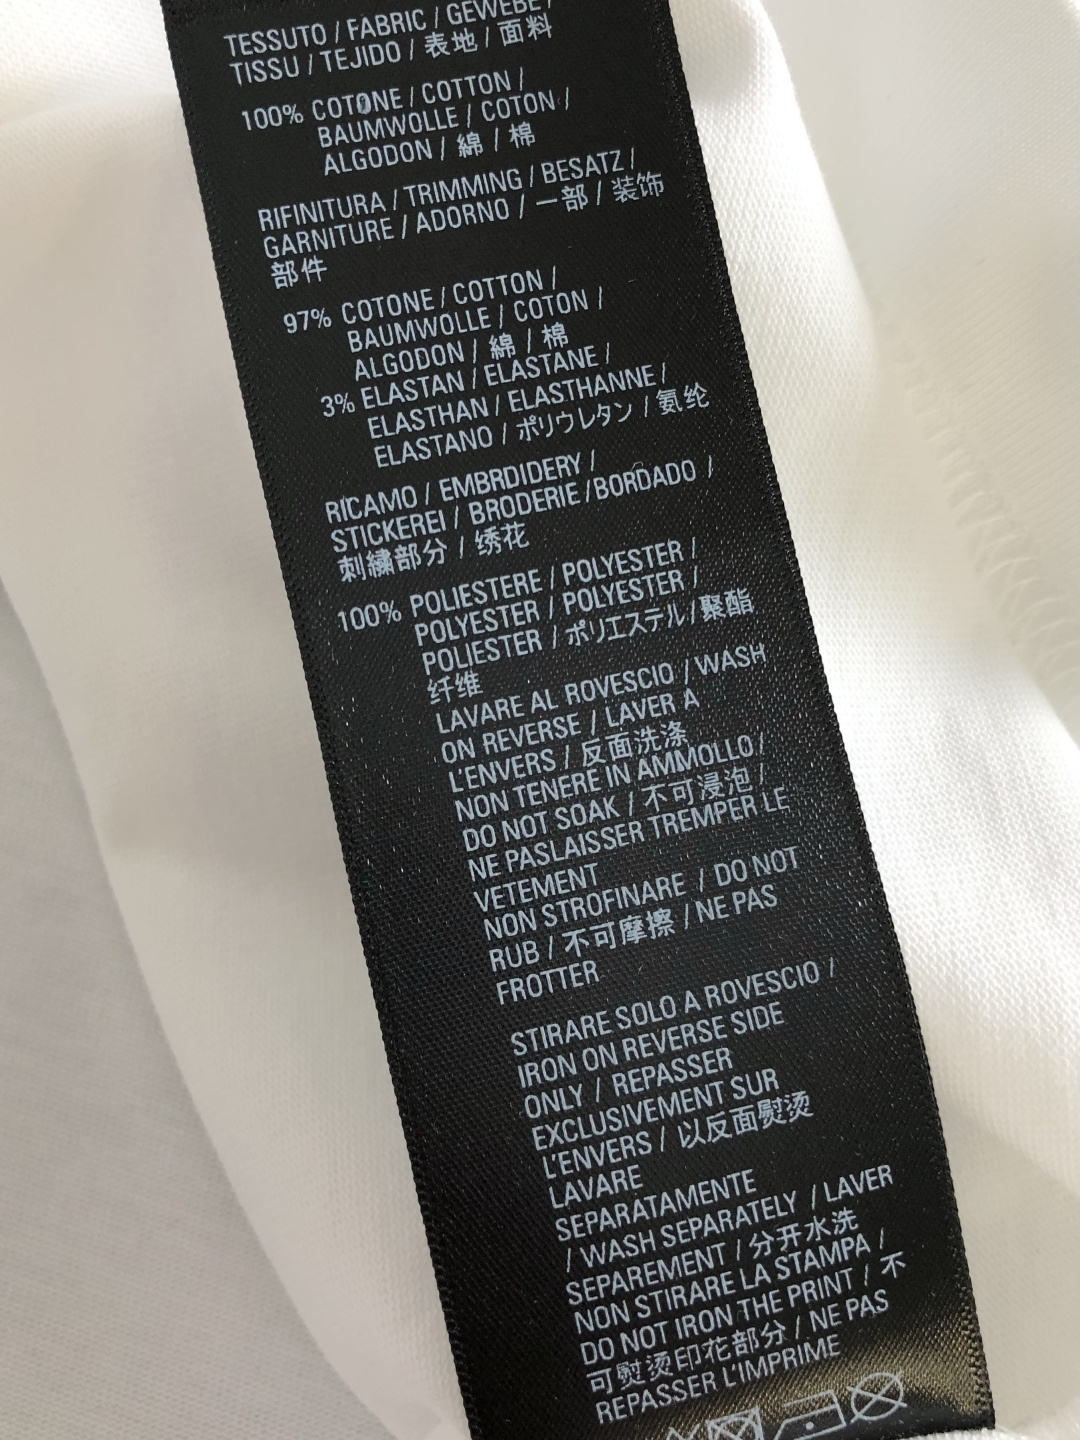 TESSUTO / FABRIC / GEWEBE /
TISSU / TEJIDO / 表地 / 面料
100% COTONE / COTTON /
BAUMWOLLE / COTON /
ALGODON / 綿 / 棉
RIFINITURA / TRIMMING / BESATZ /
GARNITURE / ADORNO / 一部 / 装饰
部件
97% COTONE / COTTON /
BAUMWOLLE / COTON /
ALGODON / 綿 / 棉
3% ELASTAN / ELASTANE /
ELASTHAN / ELASTHANNE /
ELASTANO / ポリウレタン / 氨纶
RICAMO / EMBRDIDERY /
STICKEREI / BRODERIE /BORDADO /
刺繍部分 / 绣花
100% POLIESTERE / POLYESTER /
POLYESTER / POLYESTER /
POLIESTER / ポリエステル / 聚酯
纤维
LAVARE AL ROVESCIO / WASH
ON REVERSE / LAVER A
L'ENVERS / 反面洗涤
NON TENERE IN AMMOLLO /
DO NOT SOAK / 不可浸泡 /
NE PASLAISSER TREMPER LE
VETEMENT
NON STROFINARE / DO NOT
RUB / 不可摩擦 / NE PAS
FROTTER
STIRARE SOLO A ROVESCIO /
IRON ON REVERSE SIDE
ONLY / REPASSER
EXCLUSIVEMENT SUR
L'ENVERS / 以反面熨烫
LAVARE
SEPARATAMENTE
/ WASH SEPARATELY / LAVER
SEPAREMENT / 分开水洗
NON STIRARE LA STAMPA /
DO NOT IRON THE PRINT / 不
可熨烫印花部分 / NE PAS
REPASSER L'IMPRIME